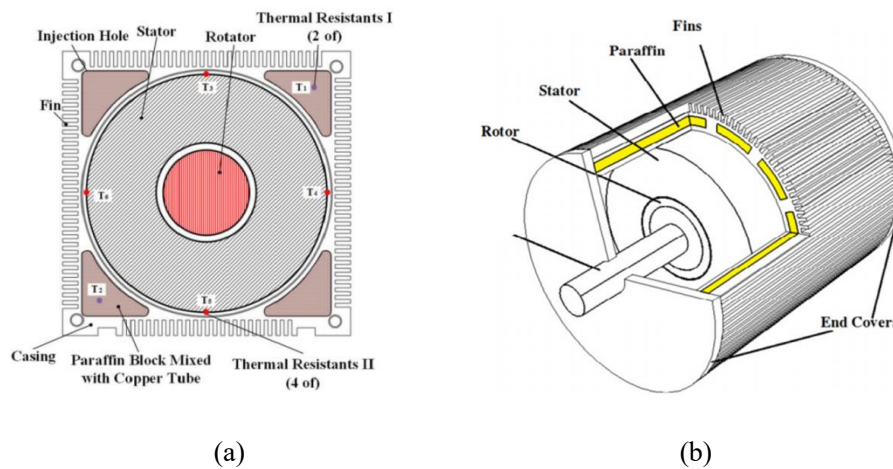 Thermal Resistants I
(2 of)
Stator
Rotator
Injection Hole
Fin
T1
T3
T6
T4
T2
T5
Casing
Paraffin Block Mixed
with Copper Tube
Thermal Resistants II
(4 of)
(a)
Fins
Paraffin
Stator
Rotor
End Covers
(b)